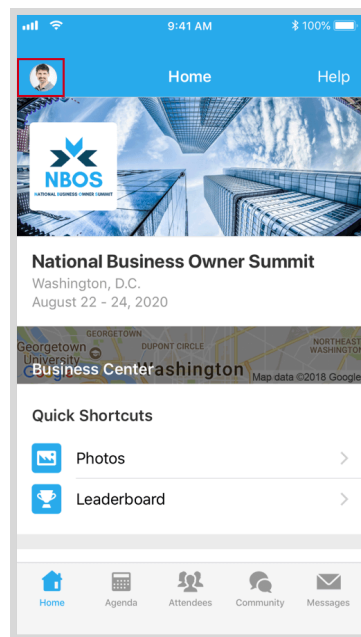 9:41 AM
100%
Home
Help
NBOS
NATIONAL BUSINESS OWNER SUMMIT
National Business Owner Summit
Washington, D.C.
August 22 - 24, 2020
GEORGETOWN
Georgetown
University
DUPONT CIRCLE
NORTHEAST
WASHINGTON
Business Center
Washington
Google
Map data ©2018 Google
Quick Shortcuts
Photos
Leaderboard
Home
Agenda
Attendees
Community
Messages